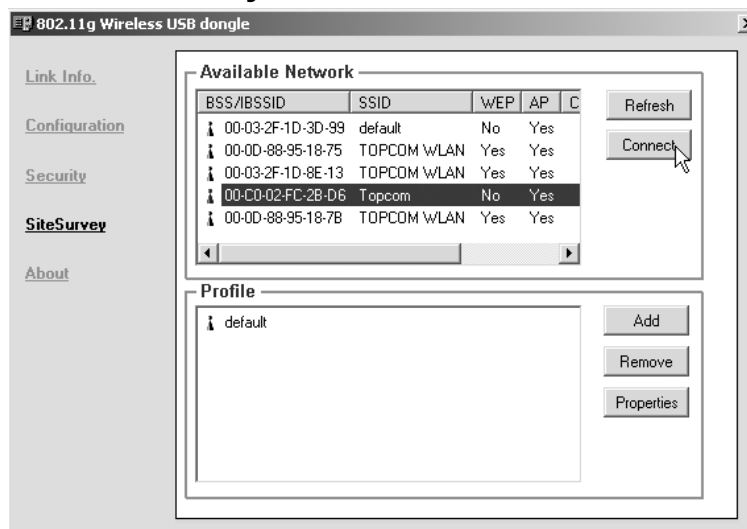 802.11g Wireless USB dongle
Link Info.
Configuration
Security
SiteSurvey
About
Available Network
BSS/IBSSID SSID WEP AP C
00-03-2F-1D-3D-99 default No Yes
00-0D-88-95-18-75 TOPCOM WLAN Yes Yes
00-03-2F-1D-8E-13 TOPCOM WLAN Yes Yes
00-C0-02-FC-2B-D6 Topcom No Yes
00-0D-88-95-18-7B TOPCOM WLAN Yes Yes
Refresh
Connect
Profile
default
Add
Remove
Properties